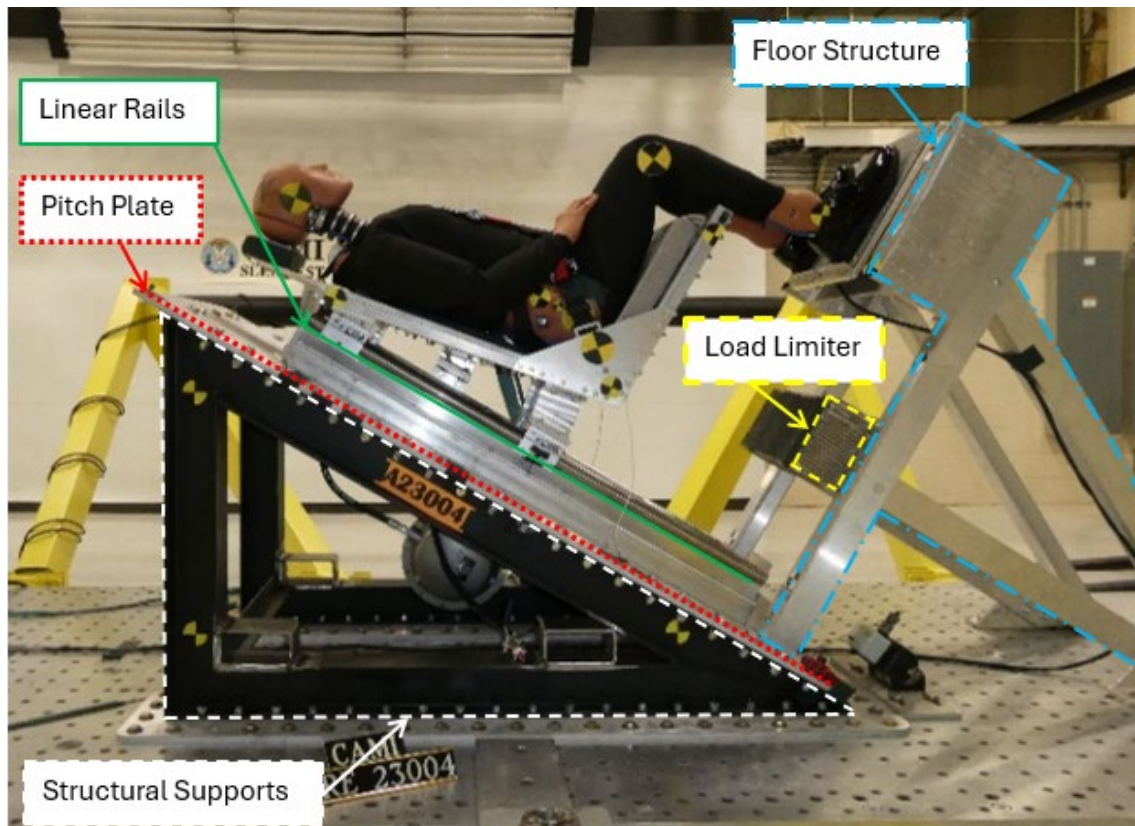 Floor Structure
Linear Rails
Pitch Plate
Load Limiter
A23004
CAMI
23004
Structural Supports